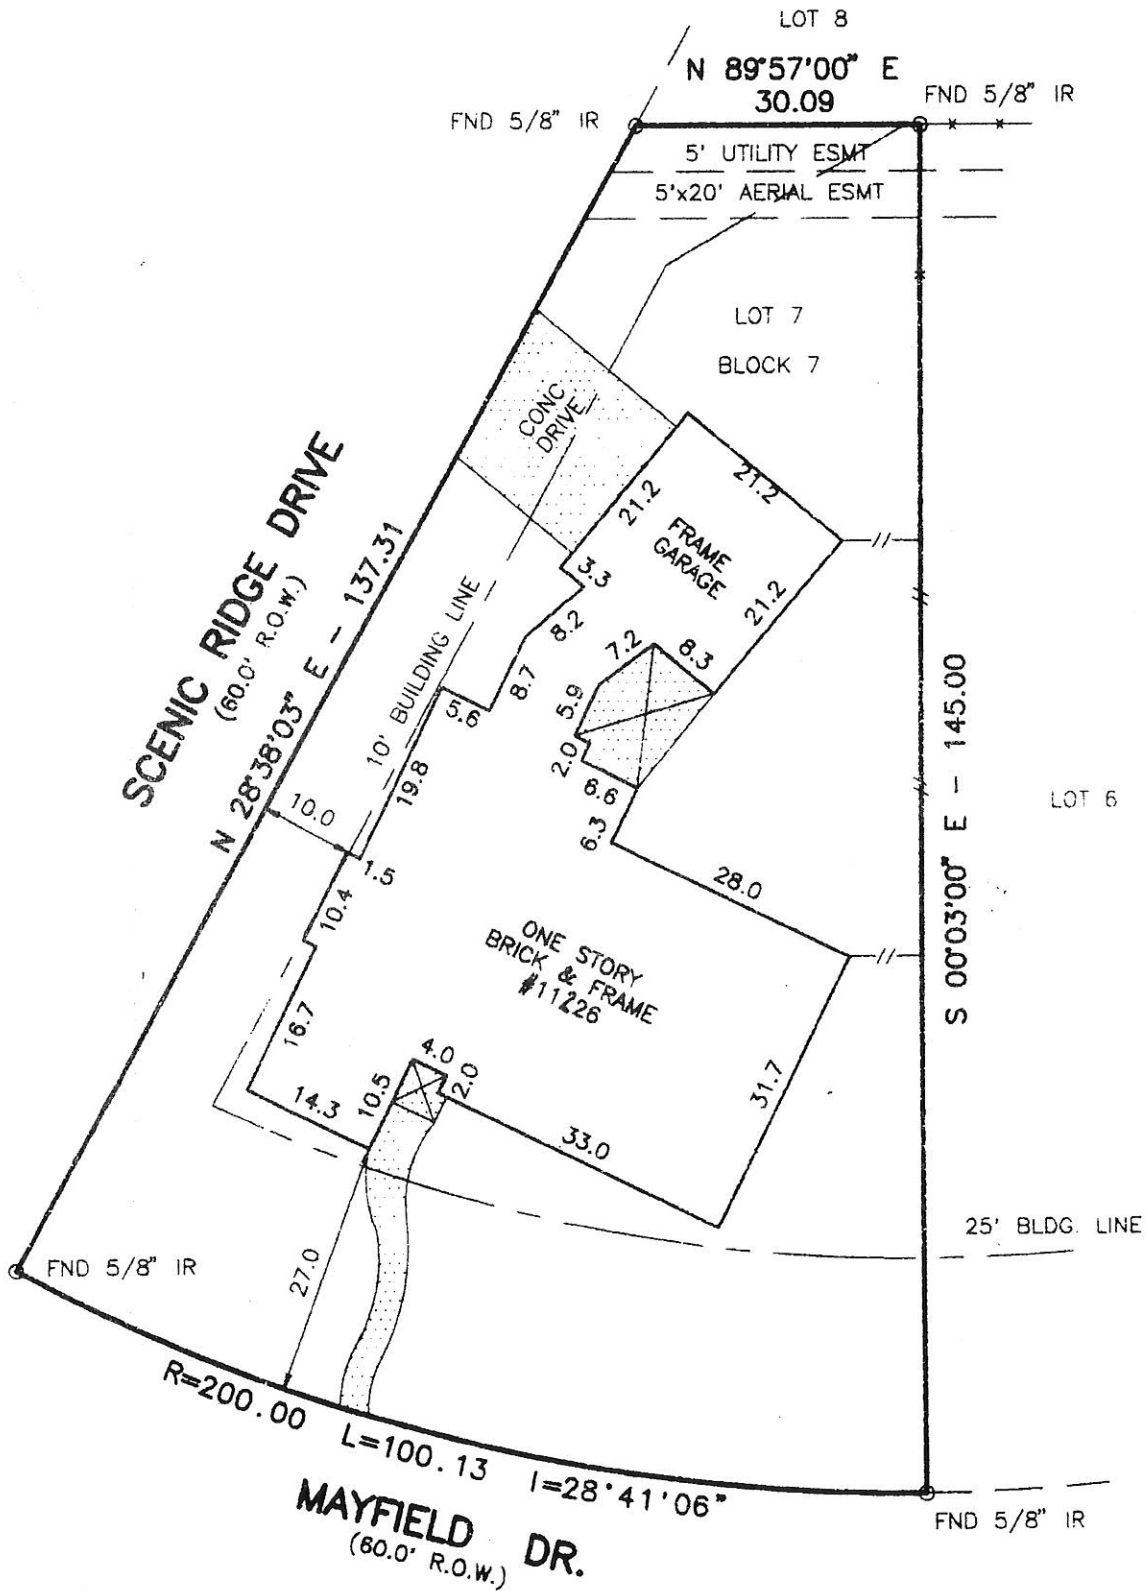 LOT 8
N 89°57'00" E
30.09
FND 5/8" IR
FND 5/8" IR
5' UTILITY ESMT
5'x20' AERIAL ESMT
LOT 7
BLOCK 7
CONC
DRIVE
21.2
21.2
FRAME
GARAGE
21.2
3.3
8.2
8.7
5.6
7.2
8.3
5.9
2.0
6.6
6.3
SCENIC RIDGE DRIVE
(60.0' R.O.W.)
N 28°38'03" E - 137.31
10' BUILDING LINE
19.8
10.0
1.5
10.4
28.0
S 00°03'00" E - 145.00
LOT 6
ONE STORY
BRICK & FRAME
#11226
16.7
14.3
10.5
4.0
2.0
33.0
31.7
25' BLDG. LINE
FND 5/8" IR
27.0
R=200.00 L=100.13 I=28°41'06"
MAYFIELD DR.
(60.0' R.O.W.)
FND 5/8" IR